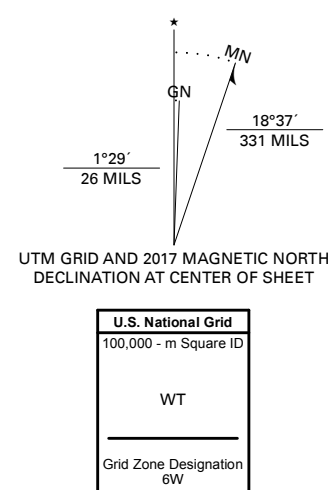 ★
MN
GN
18°37´
331 MILS
1°29´
26 MILS
UTM GRID AND 2017 MAGNETIC NORTH
DECLINATION AT CENTER OF SHEET
U.S. National Grid
100,000 - m Square ID
WT
Grid Zone Designation
6W